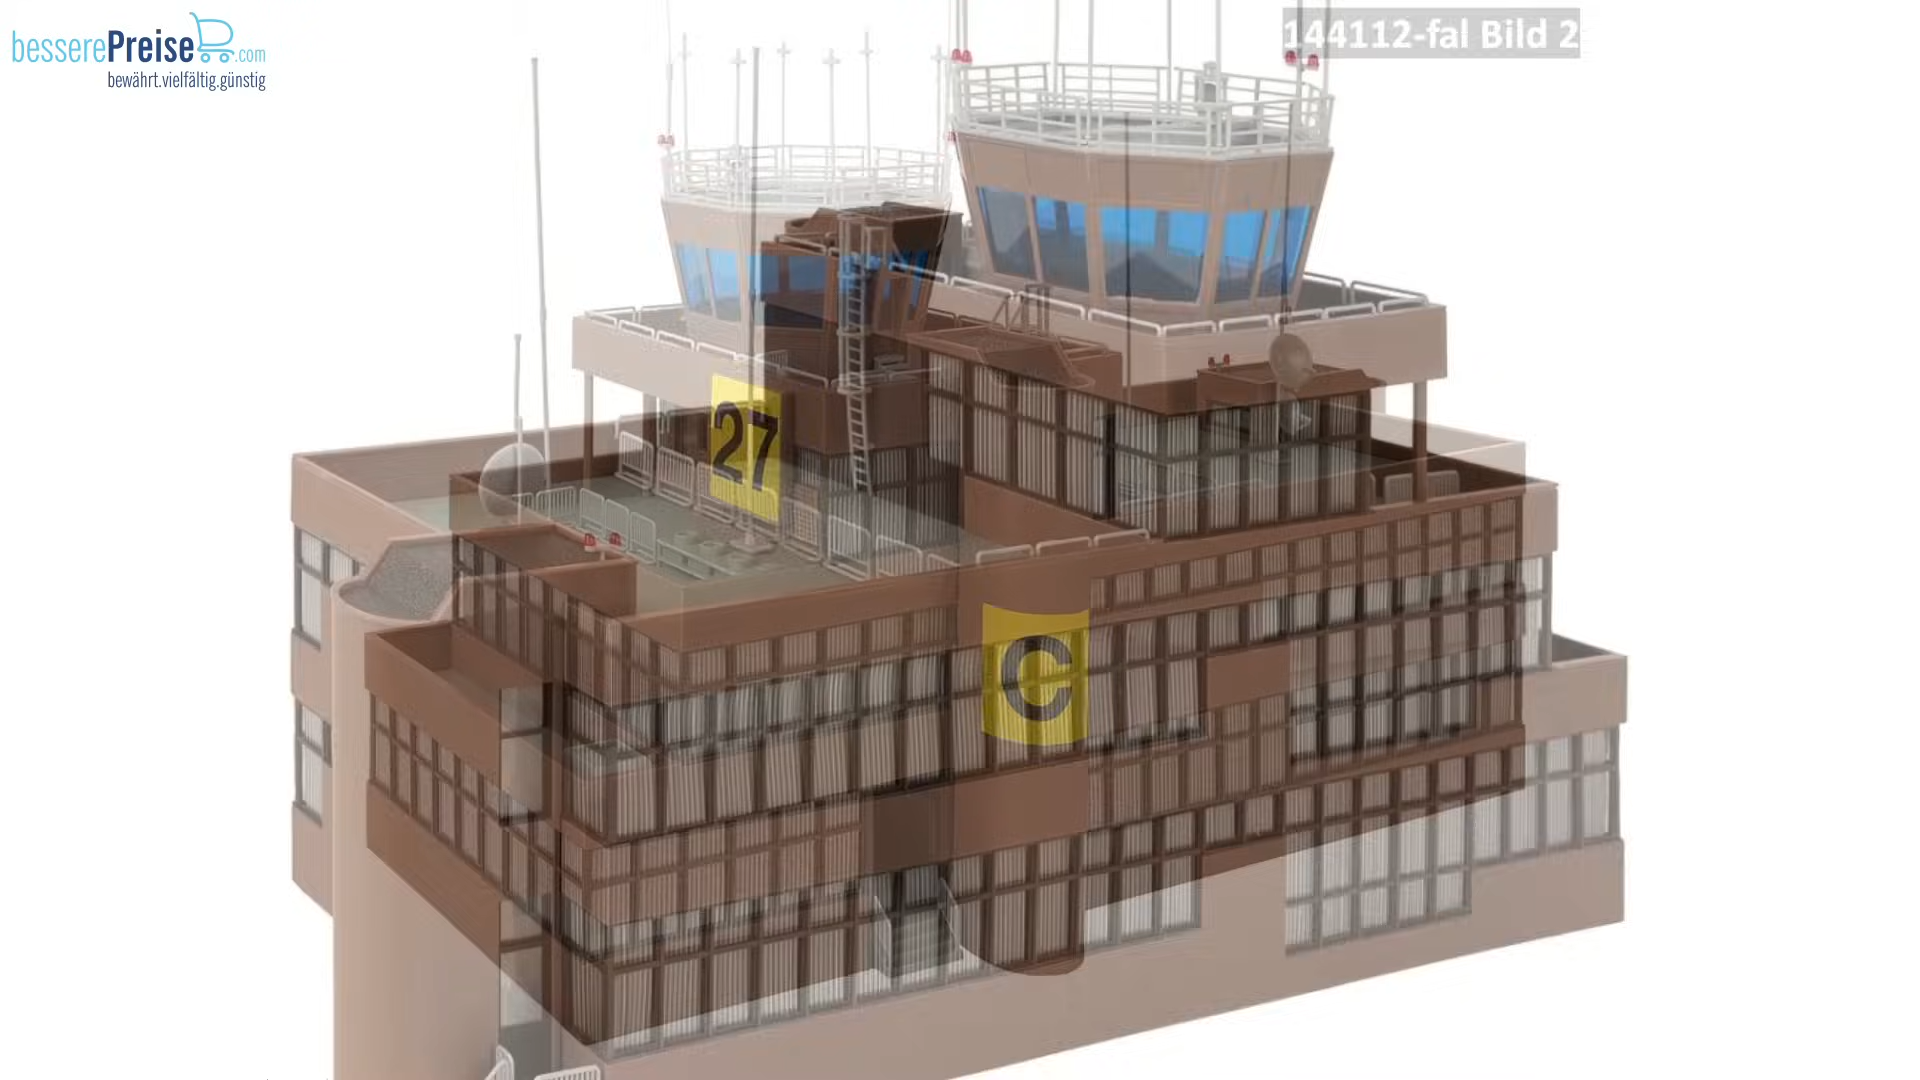 besserePreise.com
bewährt.vielfältig.günstig
144112-fal Bild 2
27
C